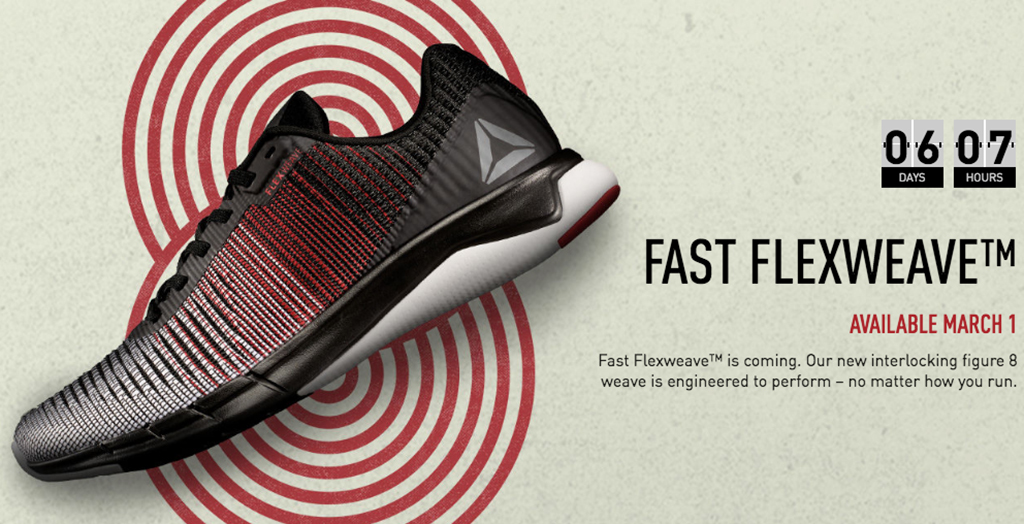 06 07
DAYS HOURS
FAST FLEXWEAVE™
AVAILABLE MARCH 1
Fast Flexweave™ is coming. Our new interlocking figure 8
weave is engineered to perform – no matter how you run.